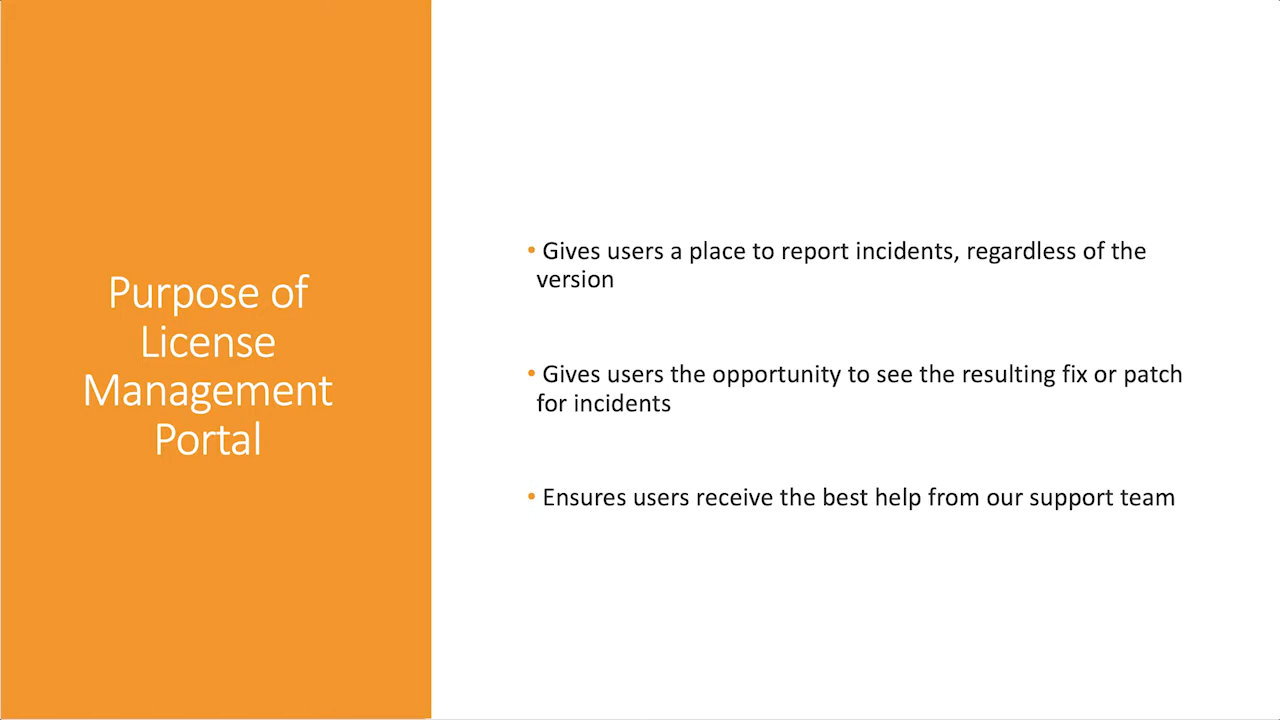 Purpose of
License
Management
Portal
• Gives users a place to report incidents, regardless of the
version
• Gives users the opportunity to see the resulting fix or patch
for incidents
• Ensures users receive the best help from our support team